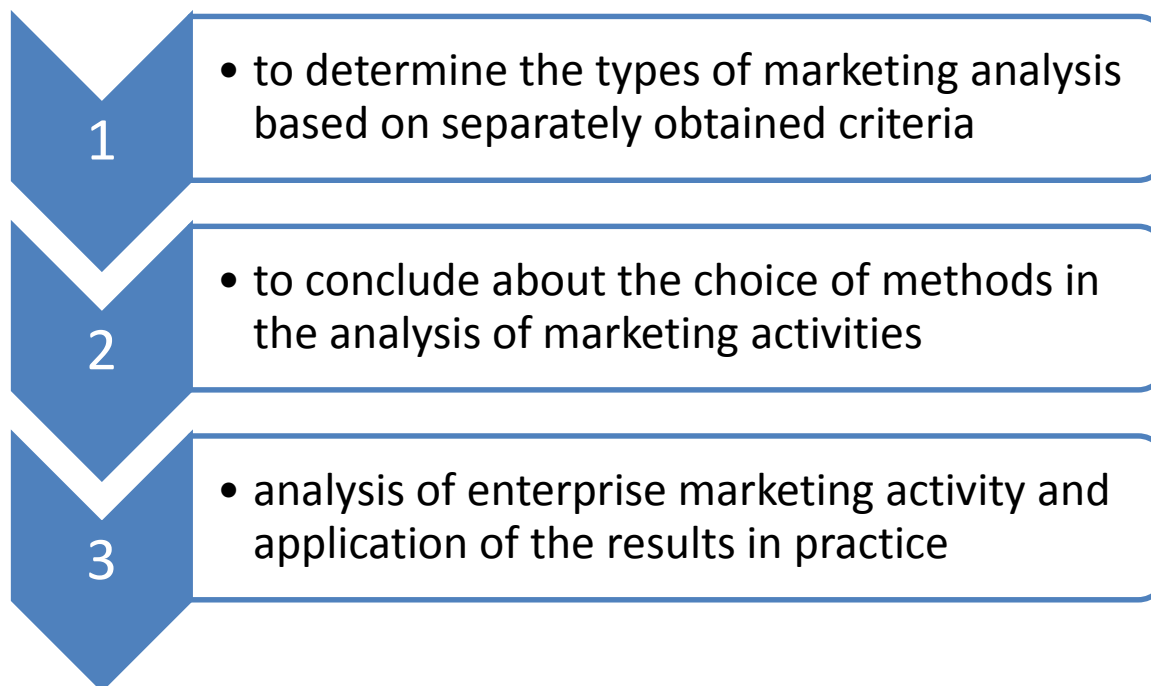 1
• to determine the types of marketing analysis
based on separately obtained criteria
2
• to conclude about the choice of methods in
the analysis of marketing activities
3
• analysis of enterprise marketing activity and
application of the results in practice